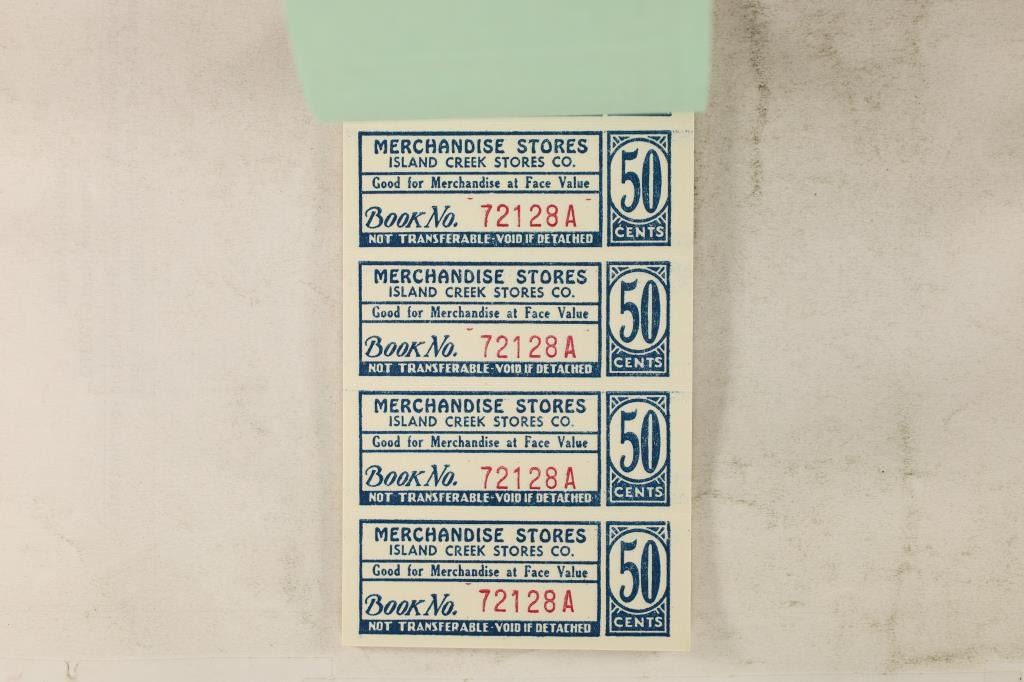 MERCHANDISE STORES
ISLAND CREEK STORES CO.
Good for Merchandise at Face Value
Book No. 72128A
NOT TRANSFERABLE-VOID IF DETACHED
50
CENTS
MERCHANDISE STORES
ISLAND CREEK STORES CO.
Good for Merchandise at Face Value
Book No. 72128A
NOT TRANSFERABLE-VOID IF DETACHED
50
CENTS
MERCHANDISE STORES
ISLAND CREEK STORES CO.
Good for Merchandise at Face Value
Book No. 72128A
NOT TRANSFERABLE-VOID IF DETACHED
50
CENTS
MERCHANDISE STORES
ISLAND CREEK STORES CO.
Good for Merchandise at Face Value
Book No. 72128A
NOT TRANSFERABLE-VOID IF DETACHED
50
CENTS